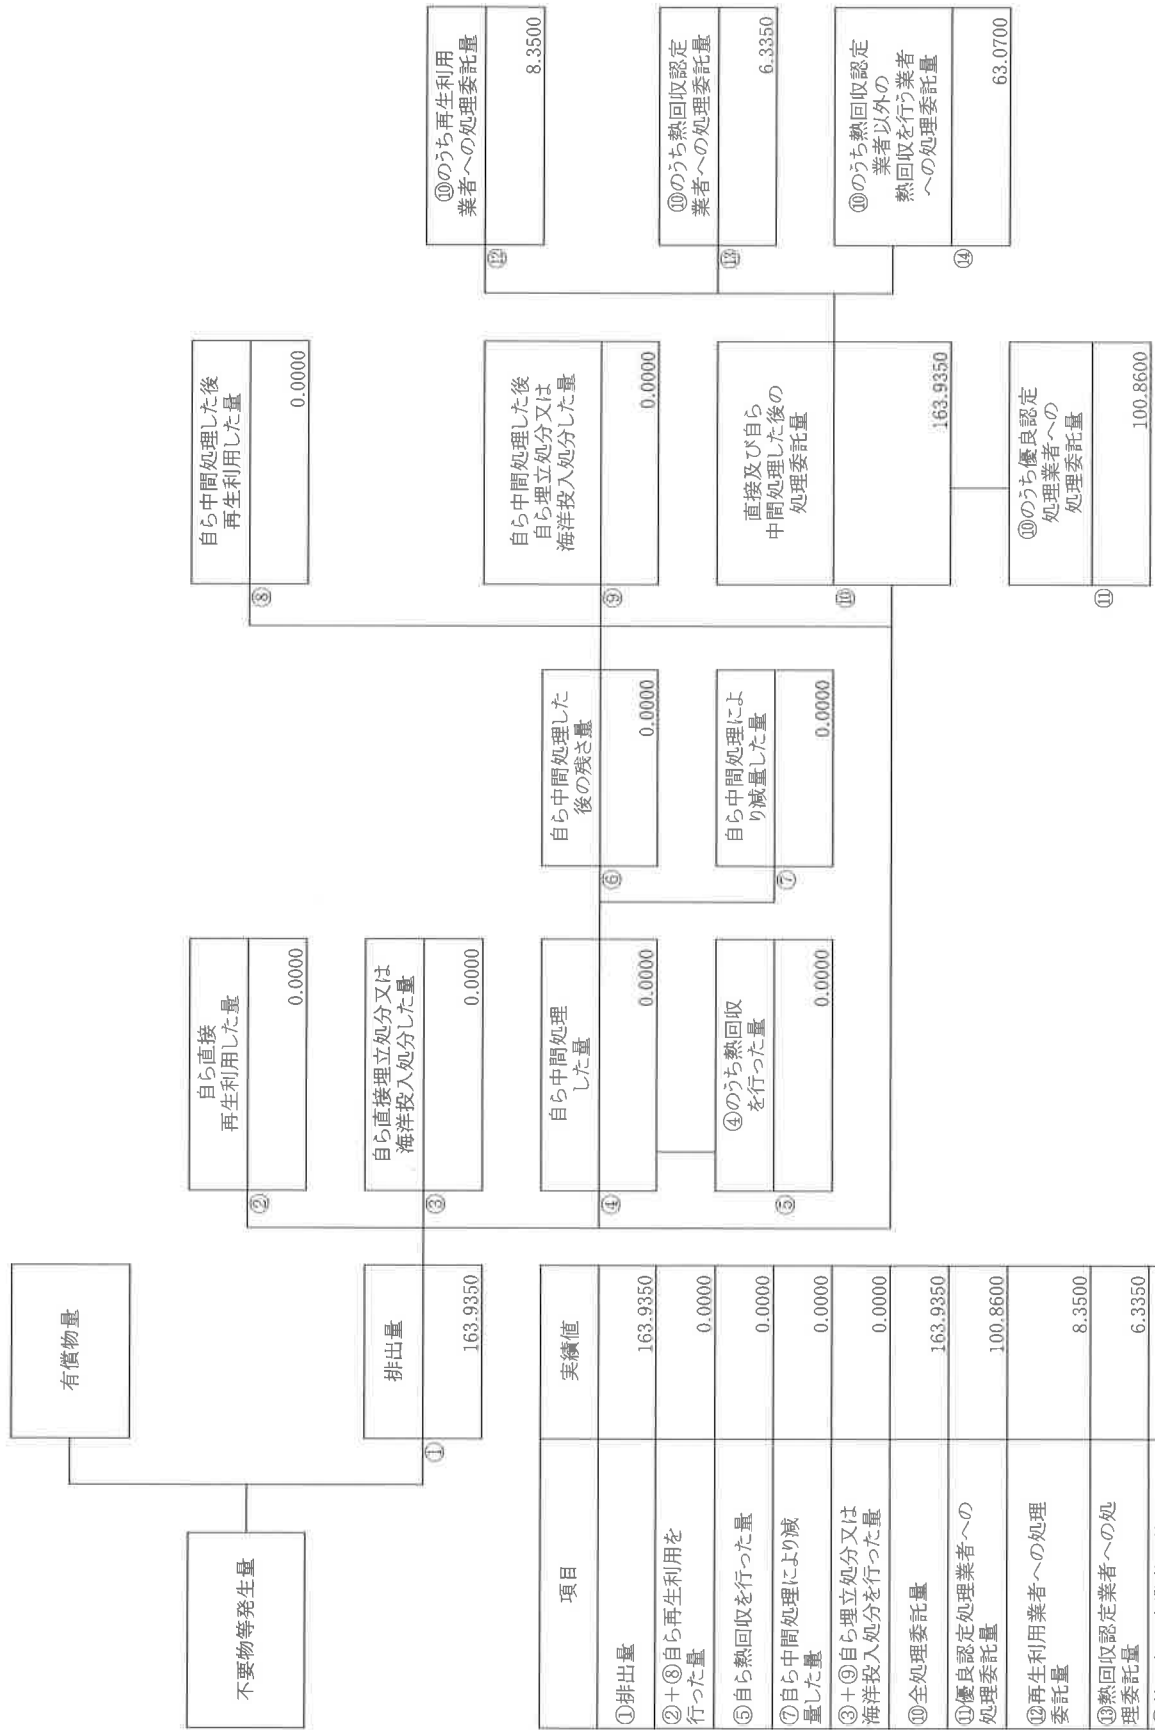 不要物等発生量
有償物量
①
排出量
163.9350
②
自ら直接
再生利用した量
0.0000
③
自ら直接埋立処分又は
海洋投入処分した量
0.0000
④
自ら中間処理
した量
0.0000
⑤
④のうち熱回収
を行った量
0.0000
⑥
自ら中間処理した
後の残さ量
0.0000
⑦
自ら中間処理によ
り減量した量
0.0000
⑧
自ら中間処理した後
再生利用した量
0.0000
⑨
自ら中間処理した後
自ら埋立処分又は
海洋投入処分した量
0.0000
⑩
直接及び自ら
中間処理した後の
処理委託量
163.9350
⑪
⑩のうち優良認定
処理業者への
処理委託量
100.8600
⑫
⑩のうち再生利用
業者への処理委託量
8.3500
⑬
⑩のうち熱回収認定
業者への処理委託量
6.3350
⑭
⑩のうち熱回収認定
業者以外の
熱回収を行う業者
への処理委託量
63.0700
項目 実績値
①排出量 163.9350
②+⑧自ら再生利用を
行った量 0.0000
⑤自ら熱回収を行った量 0.0000
⑦自ら中間処理により減
量した量 0.0000
③+⑨自ら埋立処分又は
海洋投入処分を行った量 0.0000
⑩全処理委託量 163.9350
⑪優良認定処理業者への
処理委託量 100.8600
⑫再生利用業者への処理
委託量 8.3500
⑬熱回収認定業者への処
理委託量 6.3350